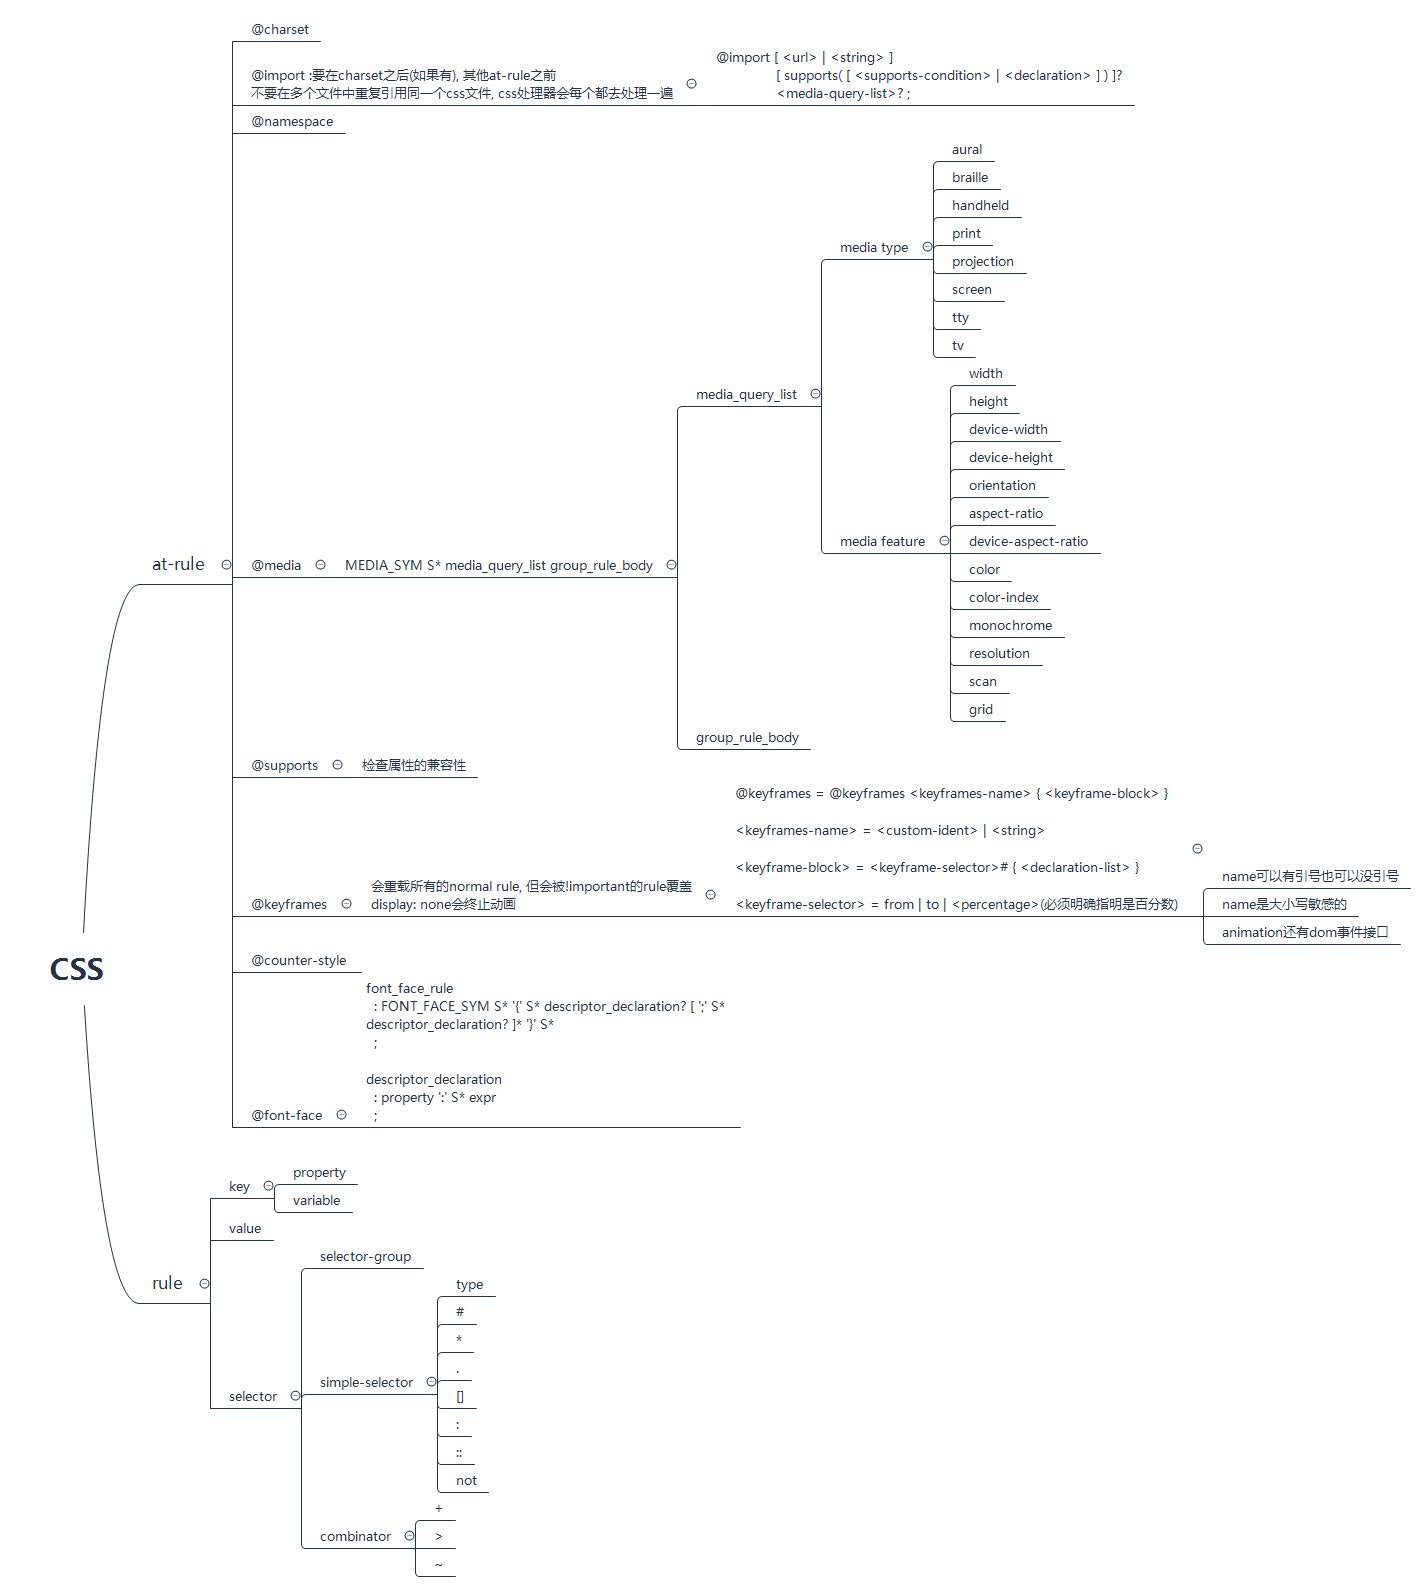 CSS
at-rule
@charset
@import :要在charset之后(如果有), 其他at-rule之前
不要在多个文件中重复引用同一个css文件, css处理器会每个都去处理一遍
@import [ <url> | <string> ]
[ supports( [ <supports-condition> | <declaration> ] ) ]?
<media-query-list>? ;
@namespace
@media
MEDIA_SYM S* media_query_list group_rule_body
media_query_list
media type
aural
braille
handheld
print
projection
screen
tty
tv
media feature
width
height
device-width
device-height
orientation
aspect-ratio
device-aspect-ratio
color
color-index
monochrome
resolution
scan
grid
group_rule_body
@supports
检查属性的兼容性
@keyframes
会重载所有的normal rule, 但会被!important的rule覆盖
display: none会终止动画
@keyframes = @keyframes <keyframes-name> { <keyframe-block> }
<keyframes-name> = <custom-ident> | <string>
<keyframe-block> = <keyframe-selector># { <declaration-list> }
<keyframe-selector> = from | to | <percentage>(必须明确指明是百分数)
name可以有引号也可以没引号
name是大小写敏感的
animation还有dom事件接口
@counter-style
@font-face
font_face_rule
: FONT_FACE_SYM S* '{' S* descriptor_declaration? [ ';' S*
descriptor_declaration? ]* '}' S*
;
descriptor_declaration
: property ':' S* expr
;
rule
key
property
variable
value
selector
selector-group
simple-selector
type
#
*
.
[]
:
::
not
combinator
+
>
~